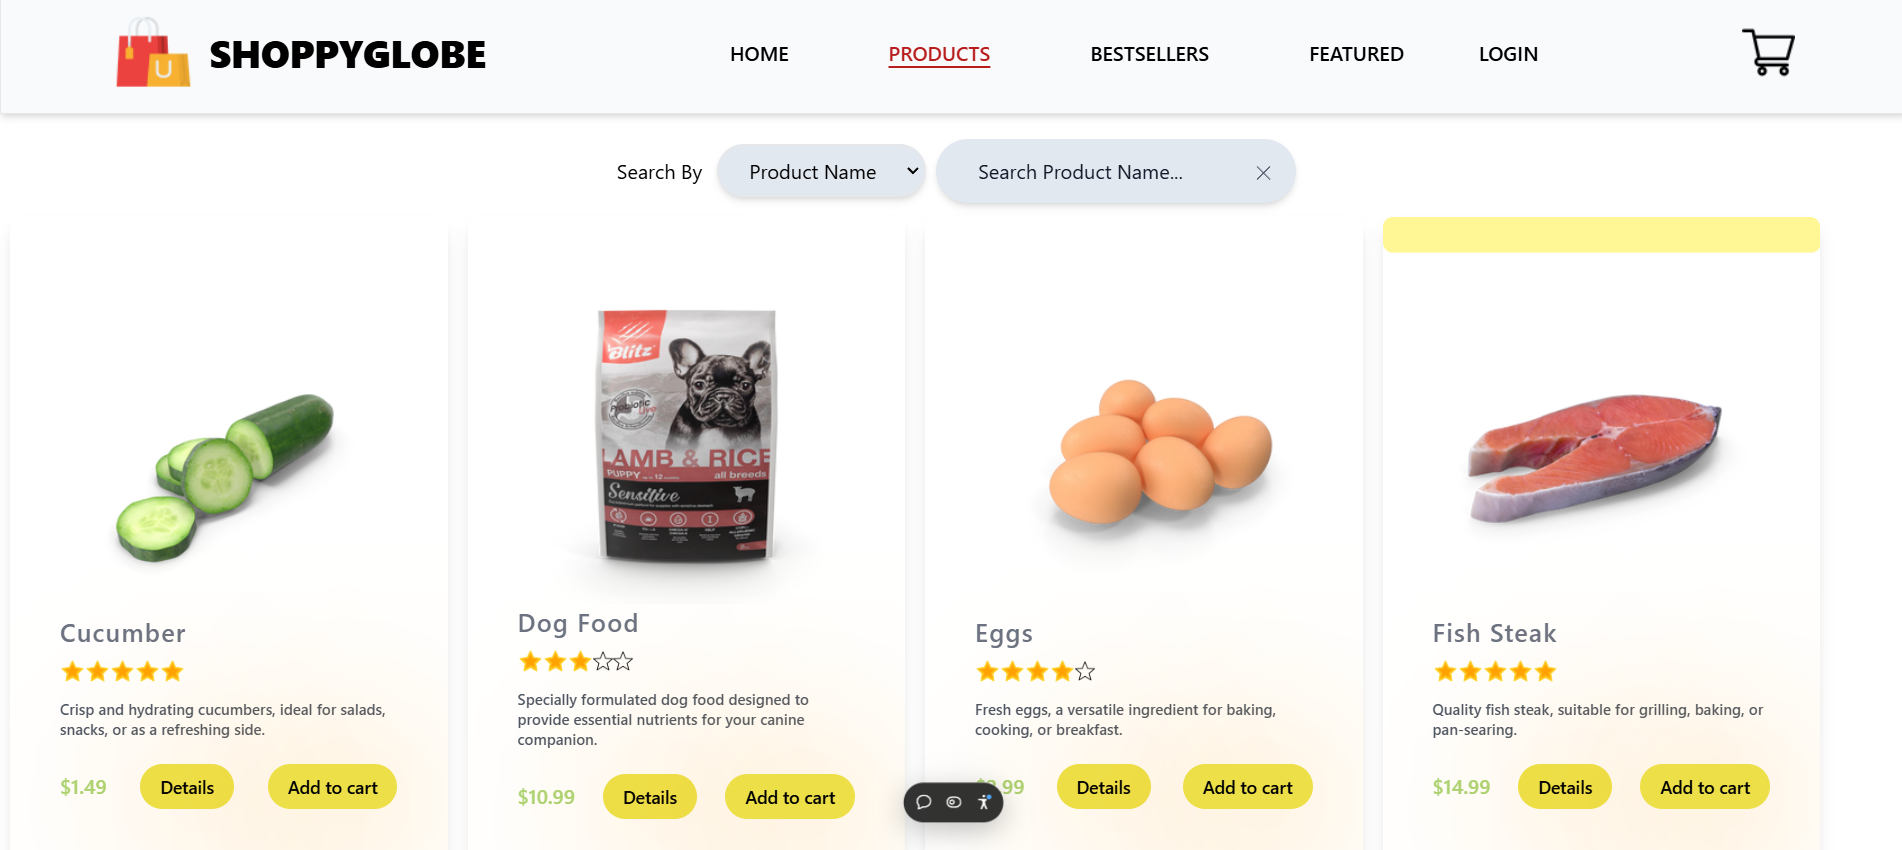 U
SHOPPYGLOBE
HOME
PRODUCTS
BESTSELLERS
FEATURED
LOGIN
Search By
Product Name
Search Product Name...
Blitz
Probiotic
Live
LAMB & RICE
PUPPY
all breeds
Sensitive
Cucumber
Crisp and hydrating cucumbers, ideal for salads,
snacks, or as a refreshing side.
$1.49
Details
Add to cart
Dog Food
Specially formulated dog food designed to
provide essential nutrients for your canine
companion.
$10.99
Details
Add to cart
Eggs
Fresh eggs, a versatile ingredient for baking,
cooking, or breakfast.
99
Details
Add to cart
Fish Steak
Quality fish steak, suitable for grilling, baking, or
pan-searing.
$14.99
Details
Add to cart